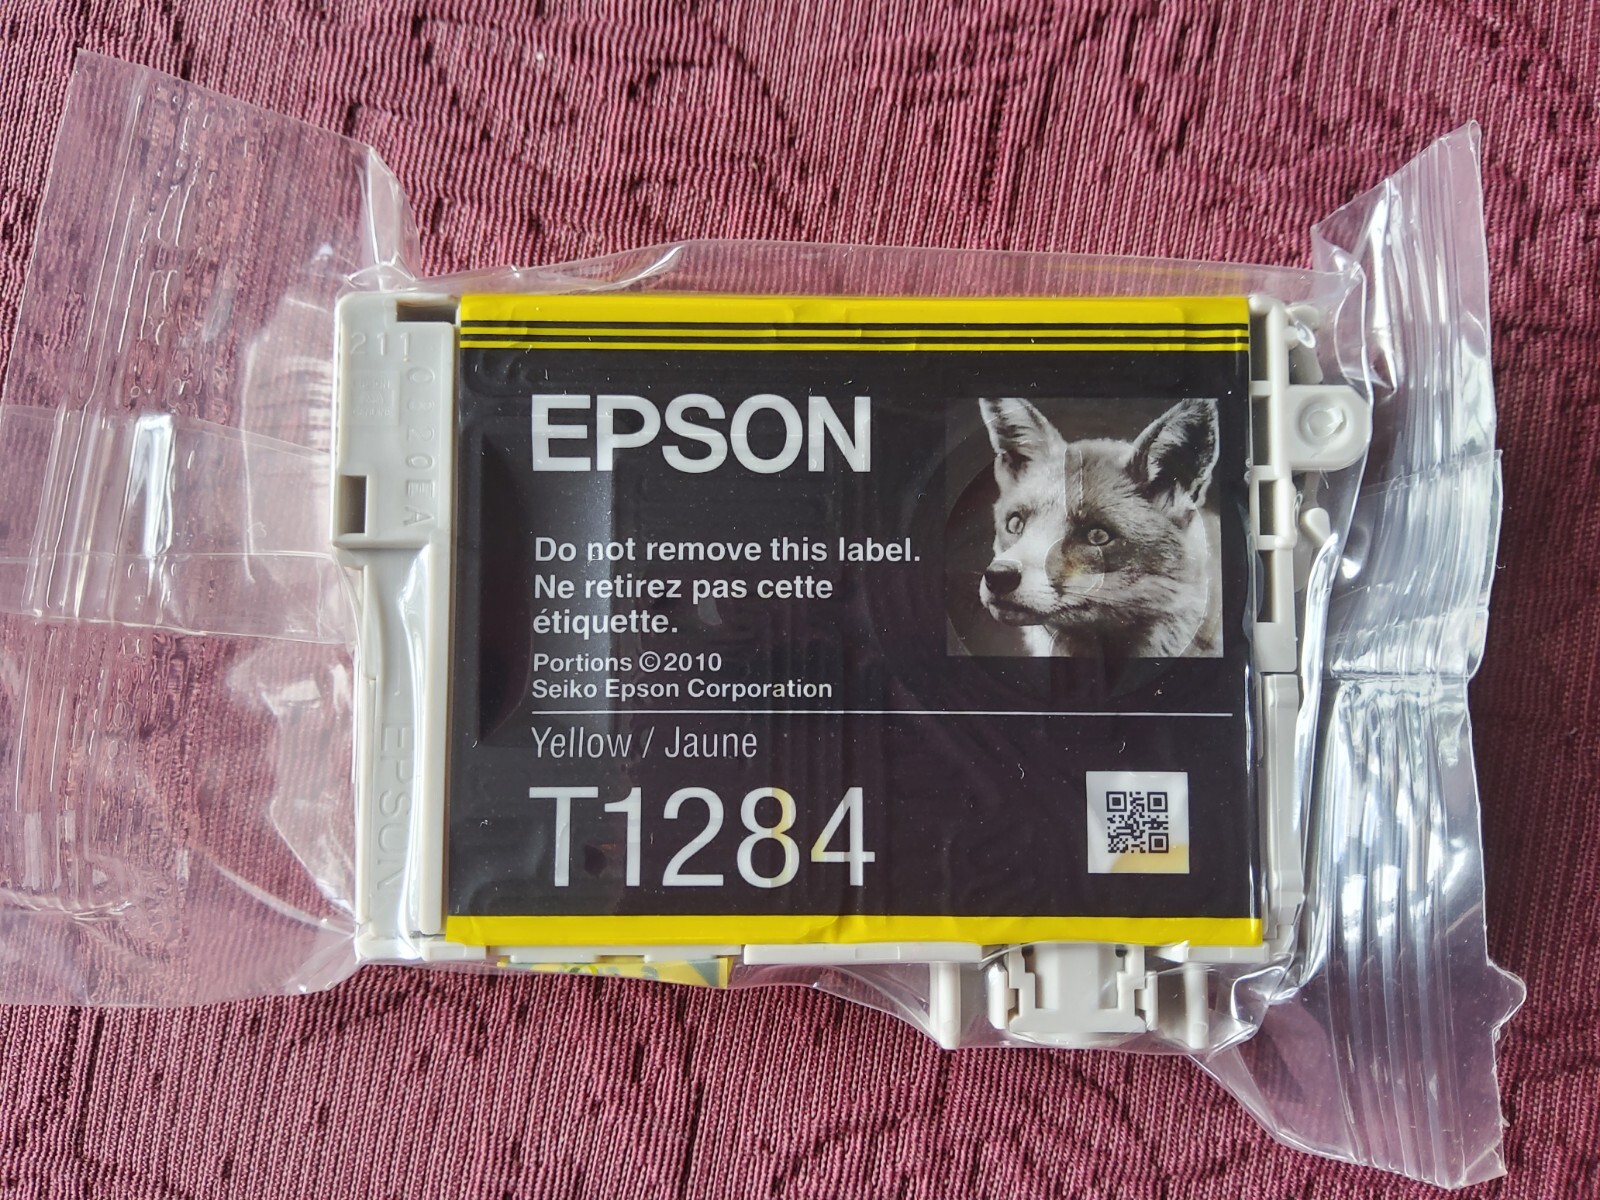 EPSON
Do not remove this label.
Ne retirez pas cette
étiquette.
Portions ©2010
Seiko Epson Corporation
Yellow / Jaune
T1284
211
EPSON